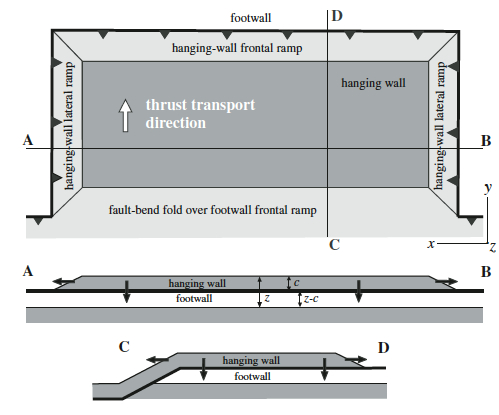 footwall
D
hanging-wall frontal ramp
hanging wall
hanging-wall lateral ramp
thrust transport
direction
hanging-wall lateral ramp
A
B
fault-bend fold over footwall frontal ramp
y
C
x
z
A
B
hanging wall
c
footwall
z
z-c
C
D
hanging wall
footwall